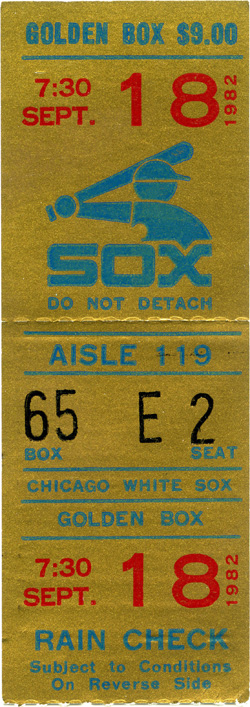 GOLDEN BOX $9.00
7:30 SEPT. 18 1982
SOX
DO NOT DETACH
AISLE 119
65 E 2
BOX SEAT
CHICAGO WHITE SOX
GOLDEN BOX
7:30 SEPT. 18 1982
RAIN CHECK
Subject to Conditions
On Reverse Side